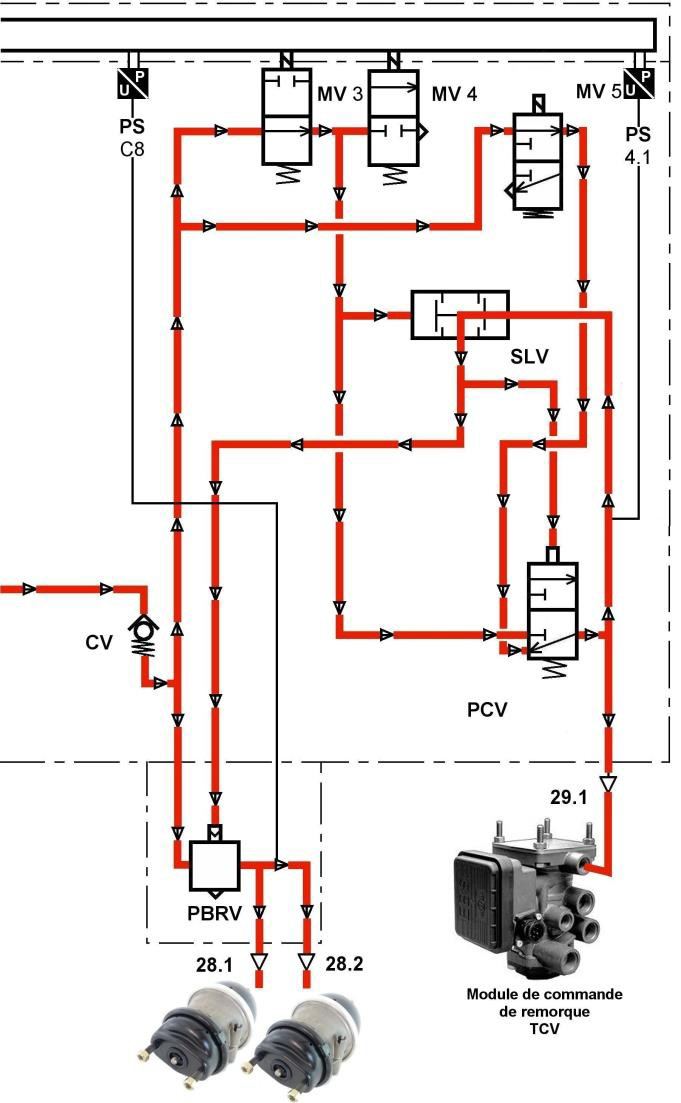 U P
MV 3
MV 4
MV 5
U P
PS
C8
PS
4.1
SLV
CV
PCV
29.1
PBRV
28.1
28.2
Module de commande
de remorque
TCV